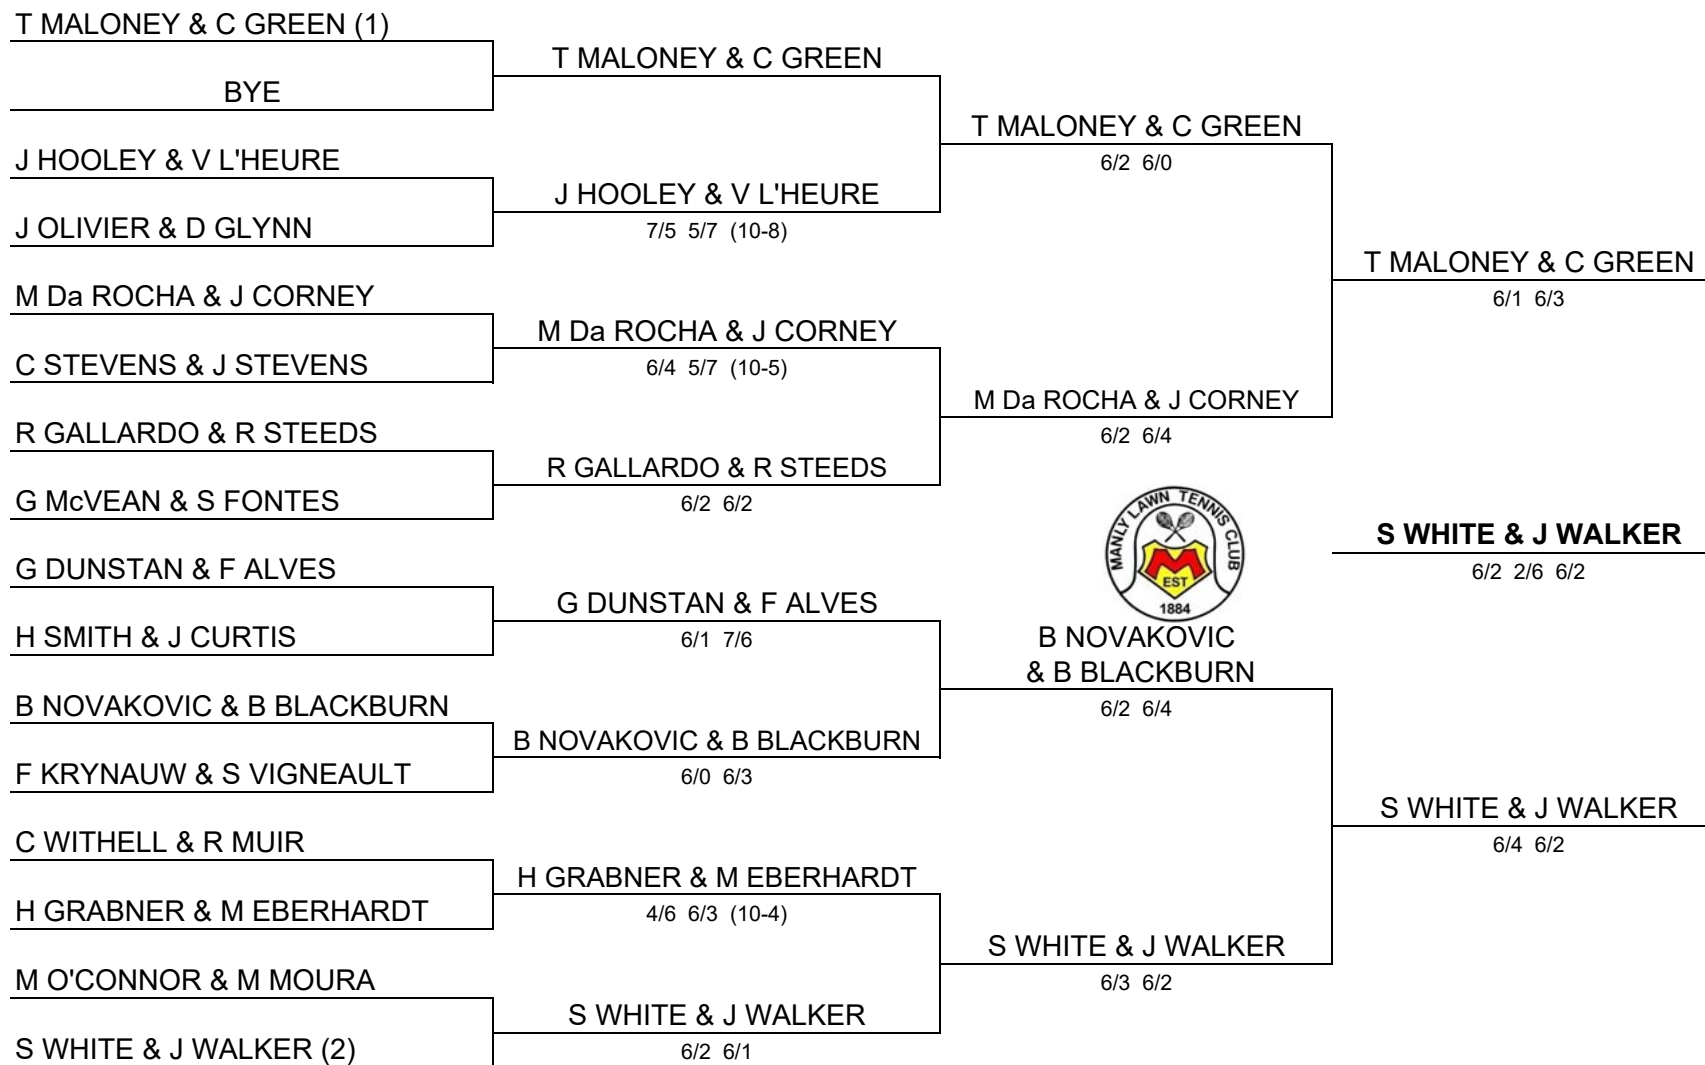 T MALONEY & C GREEN (1)
BYE
J HOOLEY & V L'HEURE
J OLIVIER & D GLYNN
M Da ROCHA & J CORNEY
C STEVENS & J STEVENS
R GALLARDO & R STEEDS
G McVEAN & S FONTES
G DUNSTAN & F ALVES
H SMITH & J CURTIS
B NOVAKOVIC & B BLACKBURN
F KRYNAUW & S VIGNEAULT
C WITHELL & R MUIR
H GRABNER & M EBERHARDT
M O'CONNOR & M MOURA
S WHITE & J WALKER (2)
T MALONEY & C GREEN
J HOOLEY & V L'HEURE
7/5 5/7 (10-8)
M Da ROCHA & J CORNEY
6/4 5/7 (10-5)
R GALLARDO & R STEEDS
6/2 6/2
G DUNSTAN & F ALVES
6/1 7/6
B NOVAKOVIC & B BLACKBURN
6/0 6/3
H GRABNER & M EBERHARDT
4/6 6/3 (10-4)
S WHITE & J WALKER
6/2 6/1
T MALONEY & C GREEN
6/2 6/0
M Da ROCHA & J CORNEY
6/2 6/4
MANLY LAWN TENNIS CLUB
M
EST
1884
B NOVAKOVIC
& B BLACKBURN
6/2 6/4
S WHITE & J WALKER
6/3 6/2
T MALONEY & C GREEN
6/1 6/3
S WHITE & J WALKER
6/2 2/6 6/2
S WHITE & J WALKER
6/4 6/2